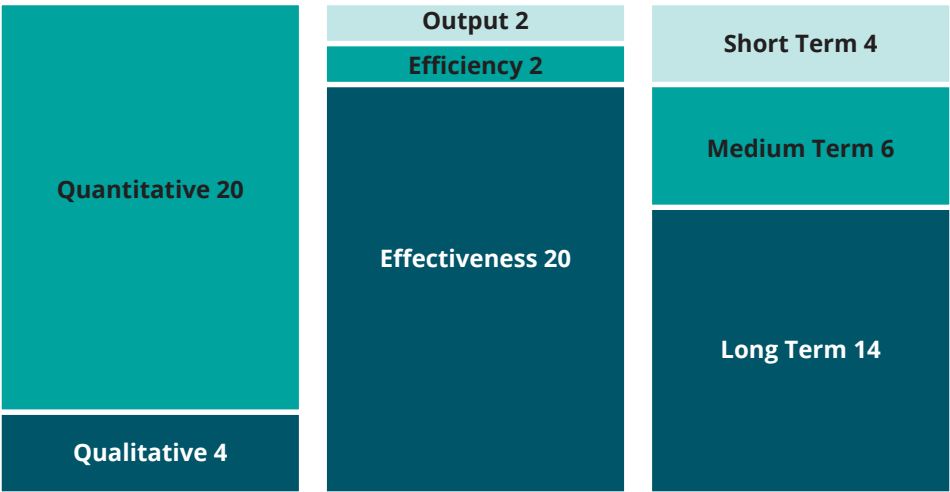 Quantitative 20
Qualitative 4
Output 2
Efficiency 2
Effectiveness 20
Short Term 4
Medium Term 6
Long Term 14